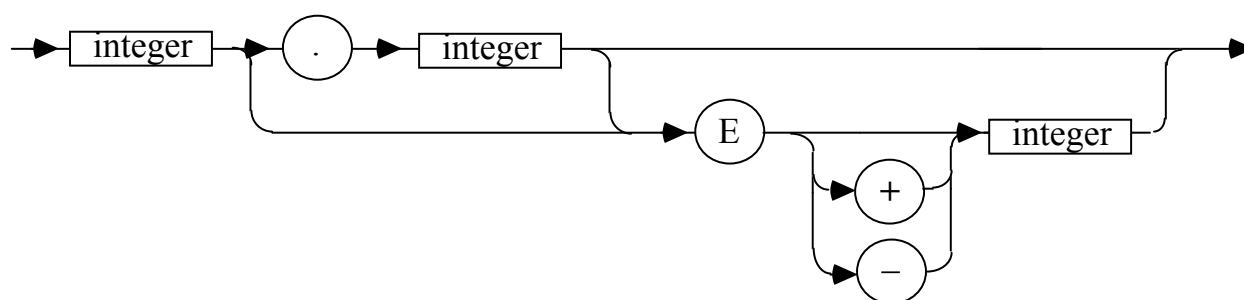 integer . integer
E integer
+
−